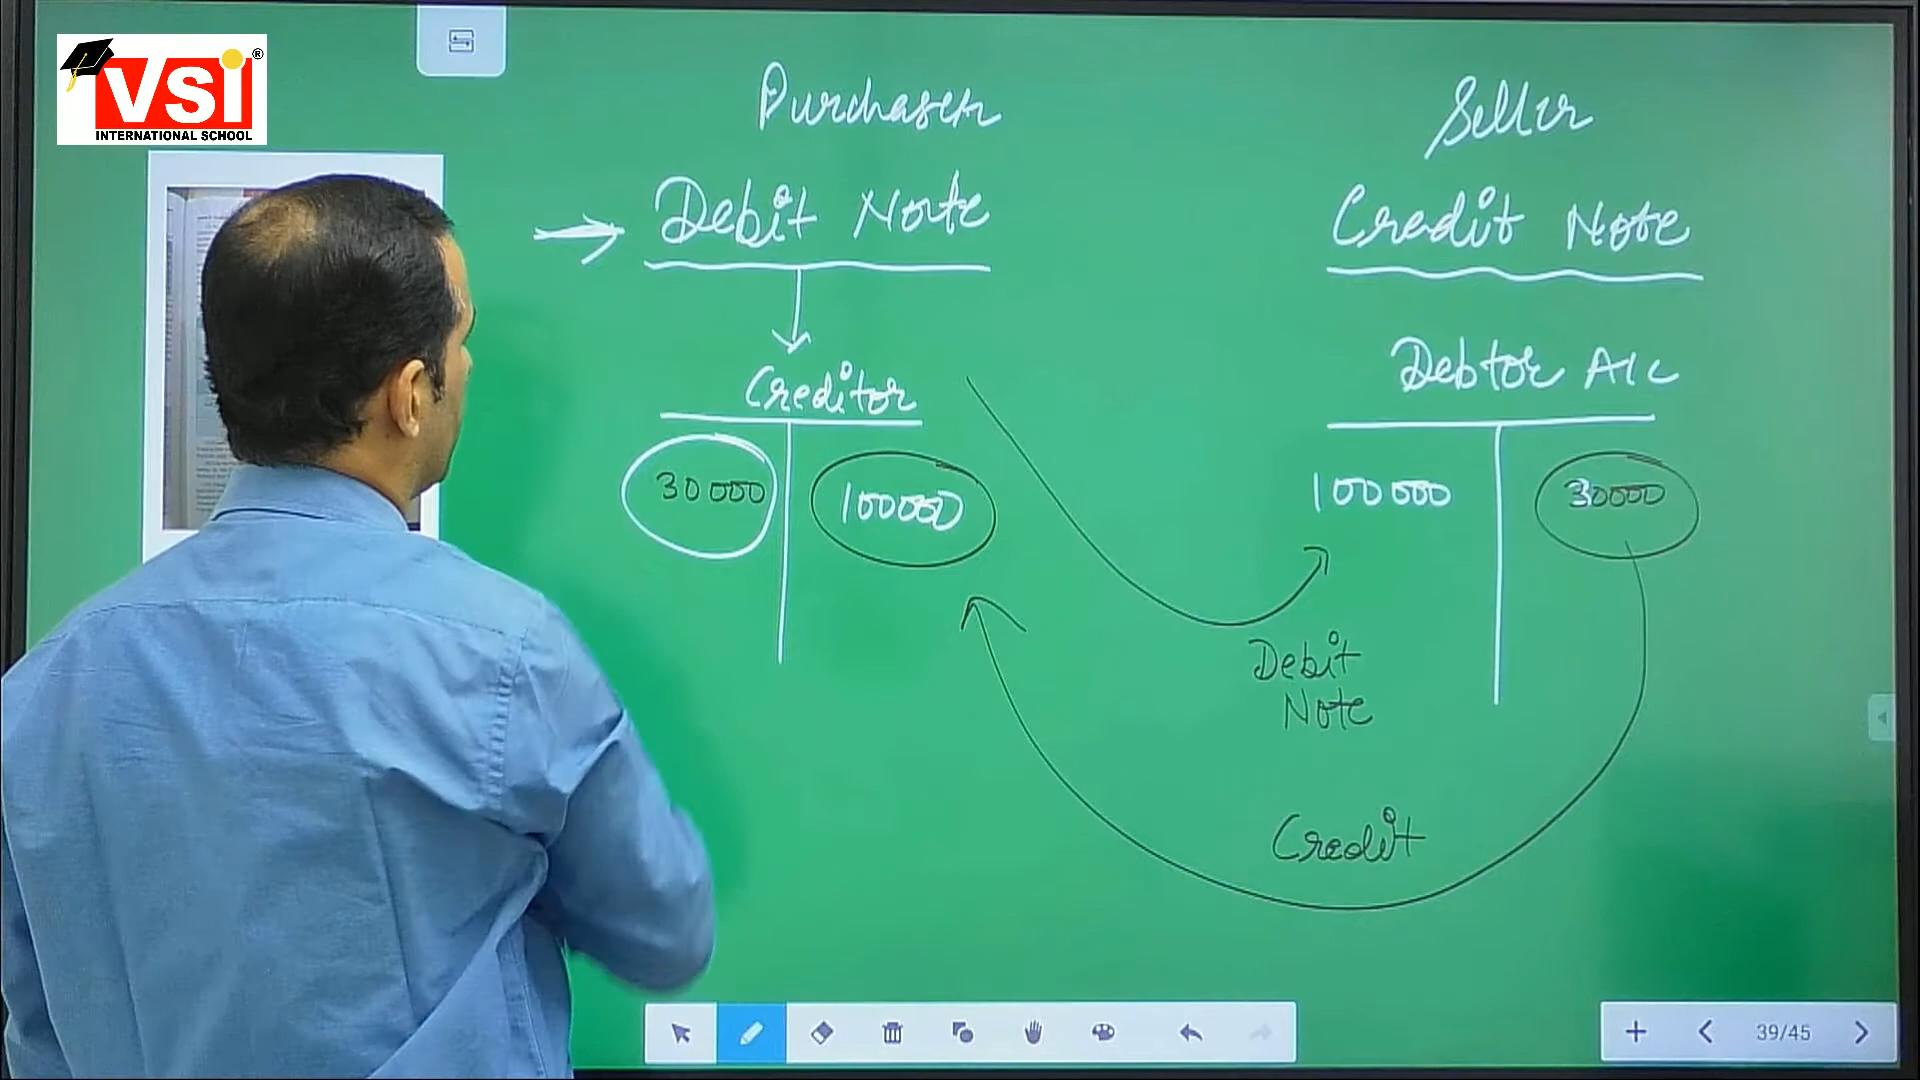 VSI®
INTERNATIONAL SCHOOL
Purchaser
Seller
Debit Note
Credit Note
Creditor
Debtor A/c
30000
100000
100000
30000
Debit
Note
Credit
39/45